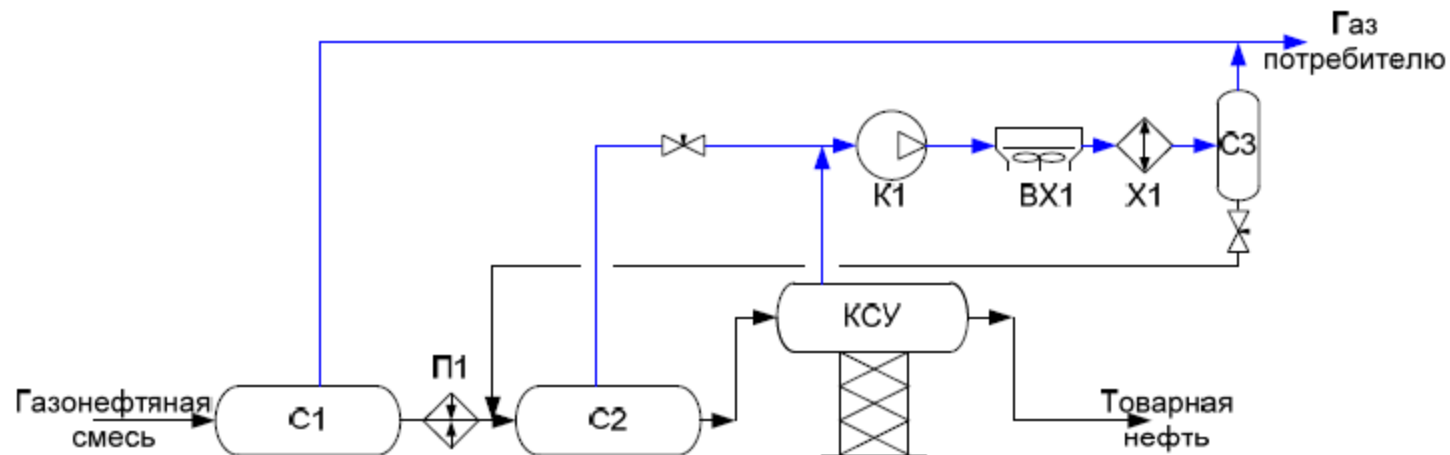 Газ
потребителю
С3
К1
ВХ1
Х1
КСУ
П1
Газонефтяная
смесь
С1
С2
Товарная
нефть